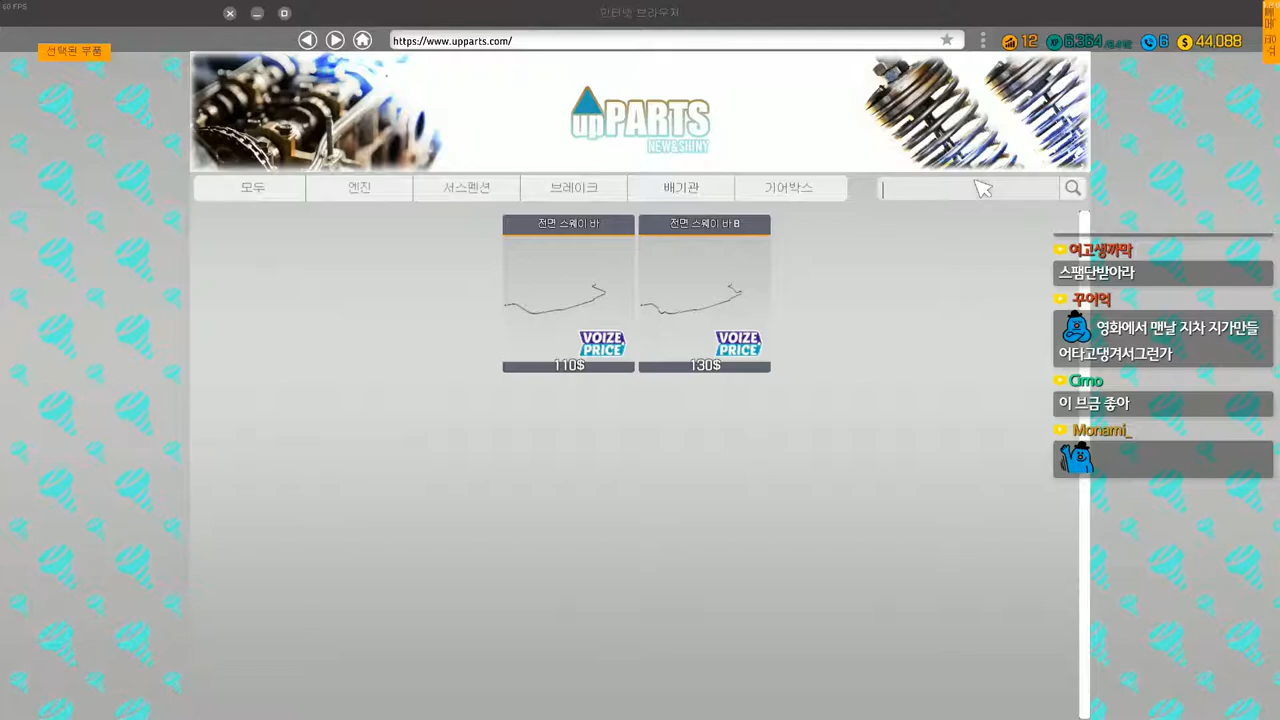 60 FPS
인터넷 브라우저
선택된 부품
https://www.upparts.com/
12
6,364
6
$ 44,088
upPARTS
NEW&SHINY
모두
엔진
서스펜션
브레이크
배기관
기어박스
전면 스웨이 바
전면 스웨이 바 B
VOIZE
PRICE
VOIZE
PRICE
110$
130$
여고생까막
스팸단받아라
꾸어억
영화에서 맨날 지차 지가만들
어타고댕겨서그런가
Cimo
이 브금 좋아
Monami_